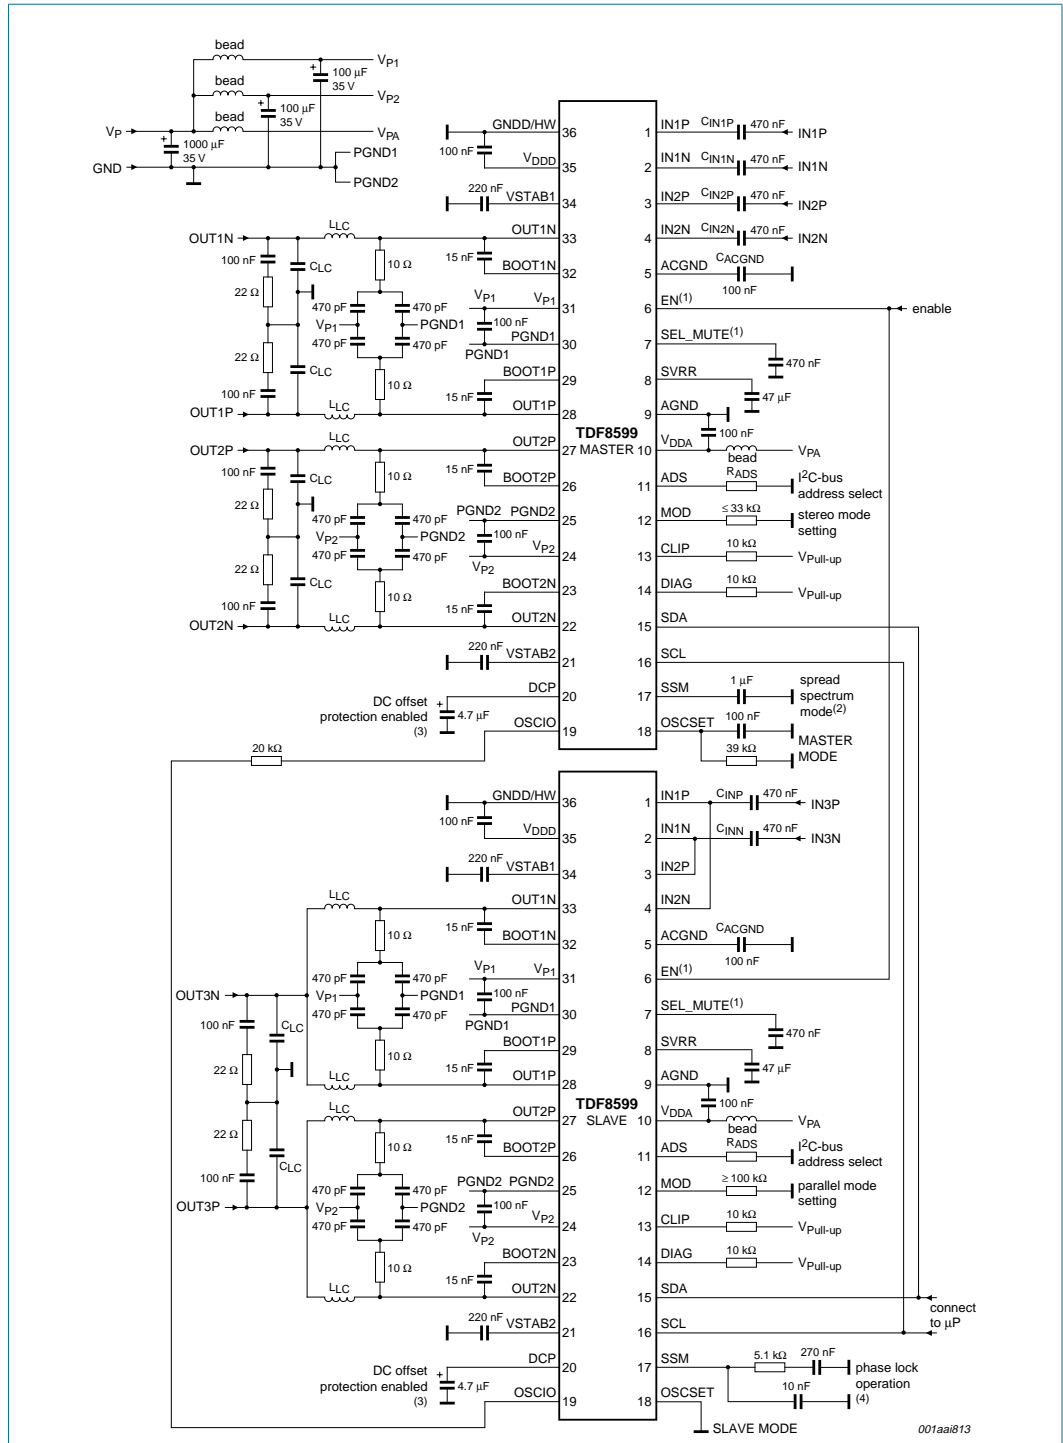 bead
VP1
+
100 μF
35 V
bead
VP2
+
100 μF
35 V
bead
VP
VPA
+
1000 μF
35 V
GND
PGND1
PGND2
GNDD/HW
36
100 nF
VDDD
35
220 nF
VSTAB1
34
OUT1N
LLC
OUT1N
33
100 nF
CLC
10 Ω
15 nF
BOOT1N
32
22 Ω
470 pF
470 pF
VP1
VP1
31
VP1
PGND1
100 nF
470 pF
470 pF
PGND1
30
PGND1
22 Ω
CLC
10 Ω
BOOT1P
29
15 nF
100 nF
OUT1P
LLC
OUT1P
28
OUT2P
LLC
OUT2P
27
100 nF
CLC
10 Ω
15 nF
BOOT2P
26
22 Ω
470 pF
470 pF
PGND2
PGND2
25
VP2
PGND2
100 nF
470 pF
470 pF
VP2
24
VP2
22 Ω
CLC
10 Ω
BOOT2N
23
15 nF
100 nF
OUT2N
LLC
OUT2N
22
220 nF
VSTAB2
21
DC offset
protection enabled
(3)
+
4.7 μF
DCP
20
OSCIO
19
20 kΩ
TDF8599
MASTER
1
IN1P
CIN1P
470 nF
IN1P
2
IN1N
CIN1N
470 nF
IN1N
3
IN2P
CIN2P
470 nF
IN2P
4
IN2N
CIN2N
470 nF
IN2N
5
ACGND
CACGND
100 nF
6
EN(1)
enable
7
SEL_MUTE(1)
470 nF
8
SVRR
47 μF
9
AGND
100 nF
10
VDDA
bead
VPA
11
ADS
RADS
I2C-bus
address select
12
MOD
≤ 33 kΩ
stereo mode
setting
13
CLIP
10 kΩ
VPull-up
14
DIAG
10 kΩ
VPull-up
15
SDA
16
SCL
17
SSM
1 μF
spread
spectrum
mode(2)
18
OSCSET
100 nF
39 kΩ
MASTER
MODE
GNDD/HW
36
100 nF
VDDD
35
220 nF
VSTAB1
34
LLC
OUT1N
33
10 Ω
15 nF
BOOT1N
32
470 pF
470 pF
VP1
VP1
31
OUT3N
VP1
PGND1
100 nF
470 pF
470 pF
PGND1
30
PGND1
100 nF
CLC
10 Ω
BOOT1P
29
15 nF
22 Ω
LLC
OUT1P
28
LLC
OUT2P
27
22 Ω
10 Ω
15 nF
BOOT2P
26
CLC
100 nF
470 pF
470 pF
PGND2
PGND2
25
OUT3P
VP2
PGND2
100 nF
470 pF
470 pF
VP2
24
VP2
10 Ω
BOOT2N
23
15 nF
LLC
OUT2N
22
220 nF
VSTAB2
21
DC offset
protection enabled
(3)
+
4.7 μF
DCP
20
OSCIO
19
TDF8599
SLAVE
1
IN1P
CINP
470 nF
IN3P
2
IN1N
CINN
470 nF
IN3N
3
IN2P
4
IN2N
5
ACGND
CACGND
100 nF
6
EN(1)
7
SEL_MUTE(1)
470 nF
8
SVRR
47 μF
9
AGND
100 nF
10
VDDA
bead
VPA
11
ADS
RADS
I2C-bus
address select
12
MOD
≥ 100 kΩ
parallel mode
setting
13
CLIP
10 kΩ
VPull-up
14
DIAG
10 kΩ
VPull-up
15
SDA
connect
to μP
16
SCL
17
SSM
5.1 kΩ
270 nF
10 nF
phase lock
operation
(4)
18
OSCSET
SLAVE MODE
001aai813